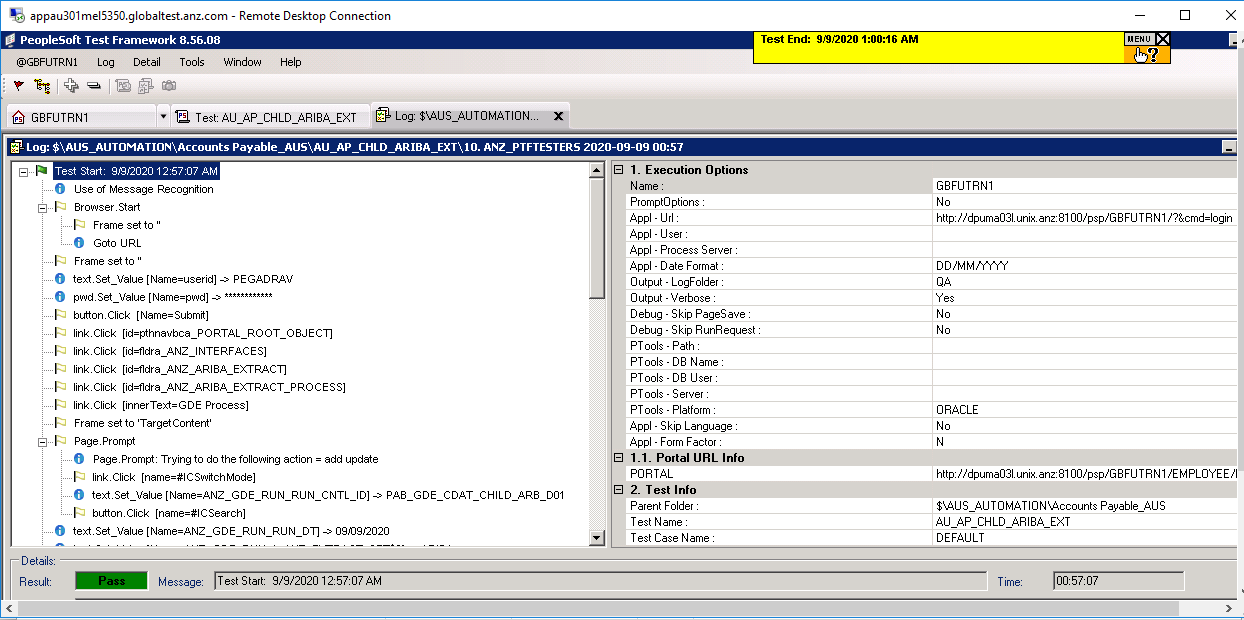 appau301mel5350.globaltest.anz.com - Remote Desktop Connection
PeopleSoft Test Framework 8.56.08
Test End: 9/9/2020 1:00:16 AM
MENU
@GBFUTRN1 Log Detail Tools Window Help
GBFUTRN1 Test: AU_AP_CHLD_ARIBA_EXT Log: $\AUS_AUTOMATION...
Log: $\AUS_AUTOMATION\Accounts Payable_AUS\AU_AP_CHLD_ARIBA_EXT\10. ANZ_PTFTESTERS 2020-09-09 00:57
Test Start: 9/9/2020 12:57:07 AM
Use of Message Recognition
Browser.Start
Frame set to ''
Goto URL
Frame set to ''
text.Set_Value [Name=userid] -> PEGADRAV
pwd.Set_Value [Name=pwd] -> ************
button.Click [Name=Submit]
link.Click [id=pthnavbca_PORTAL_ROOT_OBJECT]
link.Click [id=fldra_ANZ_INTERFACES]
link.Click [id=fldra_ANZ_ARIBA_EXTRACT]
link.Click [id=fldra_ANZ_ARIBA_EXTRACT_PROCESS]
link.Click [innerText=GDE Process]
Frame set to 'TargetContent'
Page.Prompt
Page.Prompt: Trying to do the following action = add update
link.Click [name=#ICSwitchMode]
text.Set_Value [Name=ANZ_GDE_RUN_RUN_CNTL_ID] -> PAB_GDE_CDAT_CHILD_ARB_D01
button.Click [name=#ICSearch]
text.Set_Value [Name=ANZ_GDE_RUN_RUN_DT] -> 09/09/2020
1. Execution Options
Name : GBFUTRN1
PromptOptions : No
Appl - Url : http://dpuma03l.unix.anz:8100/psp/GBFUTRN1/?&cmd=login
Appl - User :
Appl - Process Server :
Appl - Date Format : DD/MM/YYYY
Output - LogFolder : QA
Output - Verbose : Yes
Debug - Skip PageSave : No
Debug - Skip RunRequest : No
PTools - Path :
PTools - DB Name :
PTools - DB User :
PTools - Server :
PTools - Platform : ORACLE
Appl - Skip Language : No
Appl - Form Factor : N
1.1. Portal URL Info
PORTAL http://dpuma03l.unix.anz:8100/psp/GBFUTRN1/EMPLOYEE/
2. Test Info
Parent Folder : $\AUS_AUTOMATION\Accounts Payable_AUS
Test Name : AU_AP_CHLD_ARIBA_EXT
Test Case Name : DEFAULT
Details:
Result: Pass Message: Test Start: 9/9/2020 12:57:07 AM Time: 00:57:07